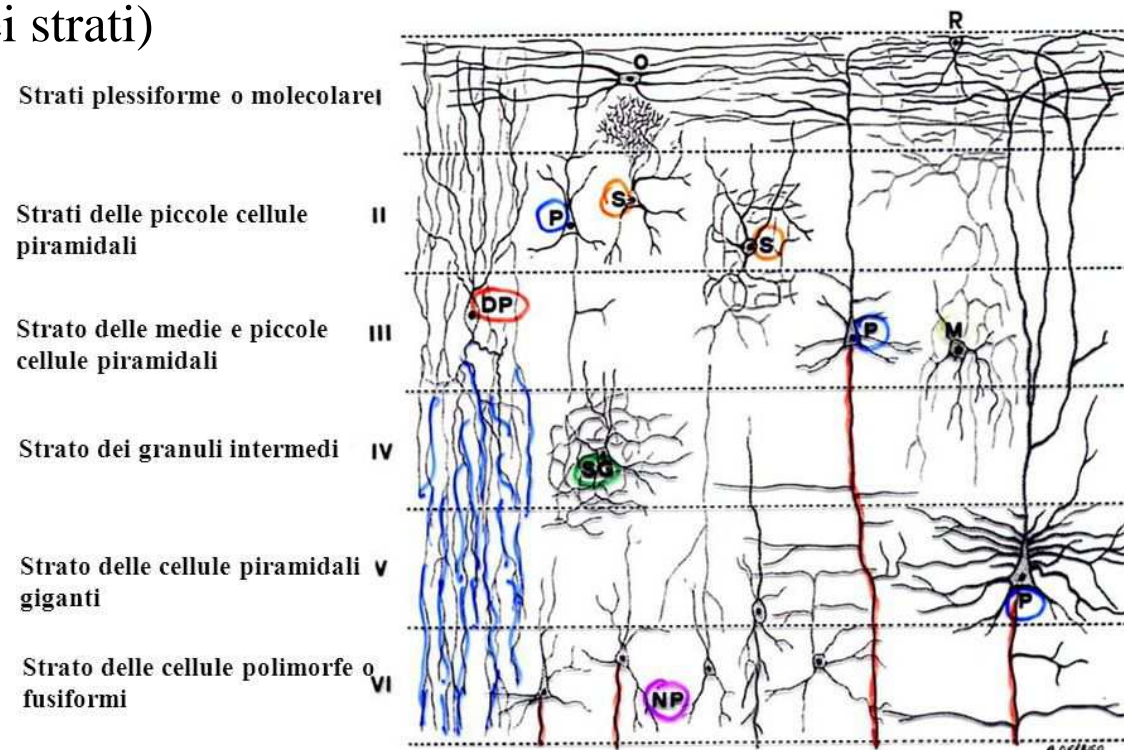 i strati)
R
O
Strati plessiforme o molecolare I
Strati delle piccole cellule
piramidali
II
P
S
S
DP
Strato delle medie e piccole
cellule piramidali
III
P
M
Strato dei granuli intermedi IV
SG
Strato delle cellule piramidali V
giganti
P
Strato delle cellule polimorfe o
fusiformi
VI
NP